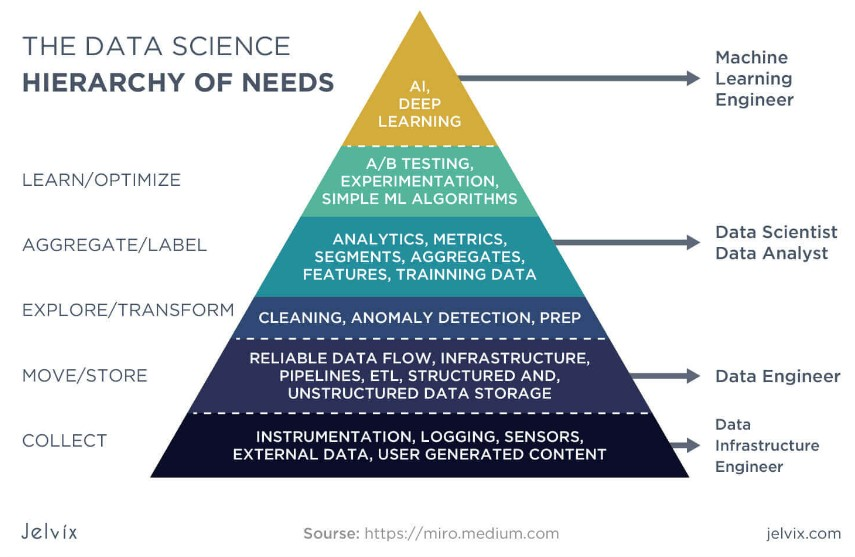 THE DATA SCIENCE
HIERARCHY OF NEEDS
AI,
DEEP
LEARNING
Machine
Learning
Engineer
LEARN/OPTIMIZE
A/B TESTING,
EXPERIMENTATION,
SIMPLE ML ALGORITHMS
AGGREGATE/LABEL
ANALYTICS, METRICS,
SEGMENTS, AGGREGATES,
FEATURES, TRAINNING DATA
Data Scientist
Data Analyst
EXPLORE/TRANSFORM
CLEANING, ANOMALY DETECTION, PREP
MOVE/STORE
RELIABLE DATA FLOW, INFRASTRUCTURE,
PIPELINES, ETL, STRUCTURED AND,
UNSTRUCTURED DATA STORAGE
Data Engineer
COLLECT
INSTRUMENTATION, LOGGING, SENSORS,
EXTERNAL DATA, USER GENERATED CONTENT
Data
Infrastructure
Engineer
Jelvix
Sourse: https://miro.medium.com
jelvix.com